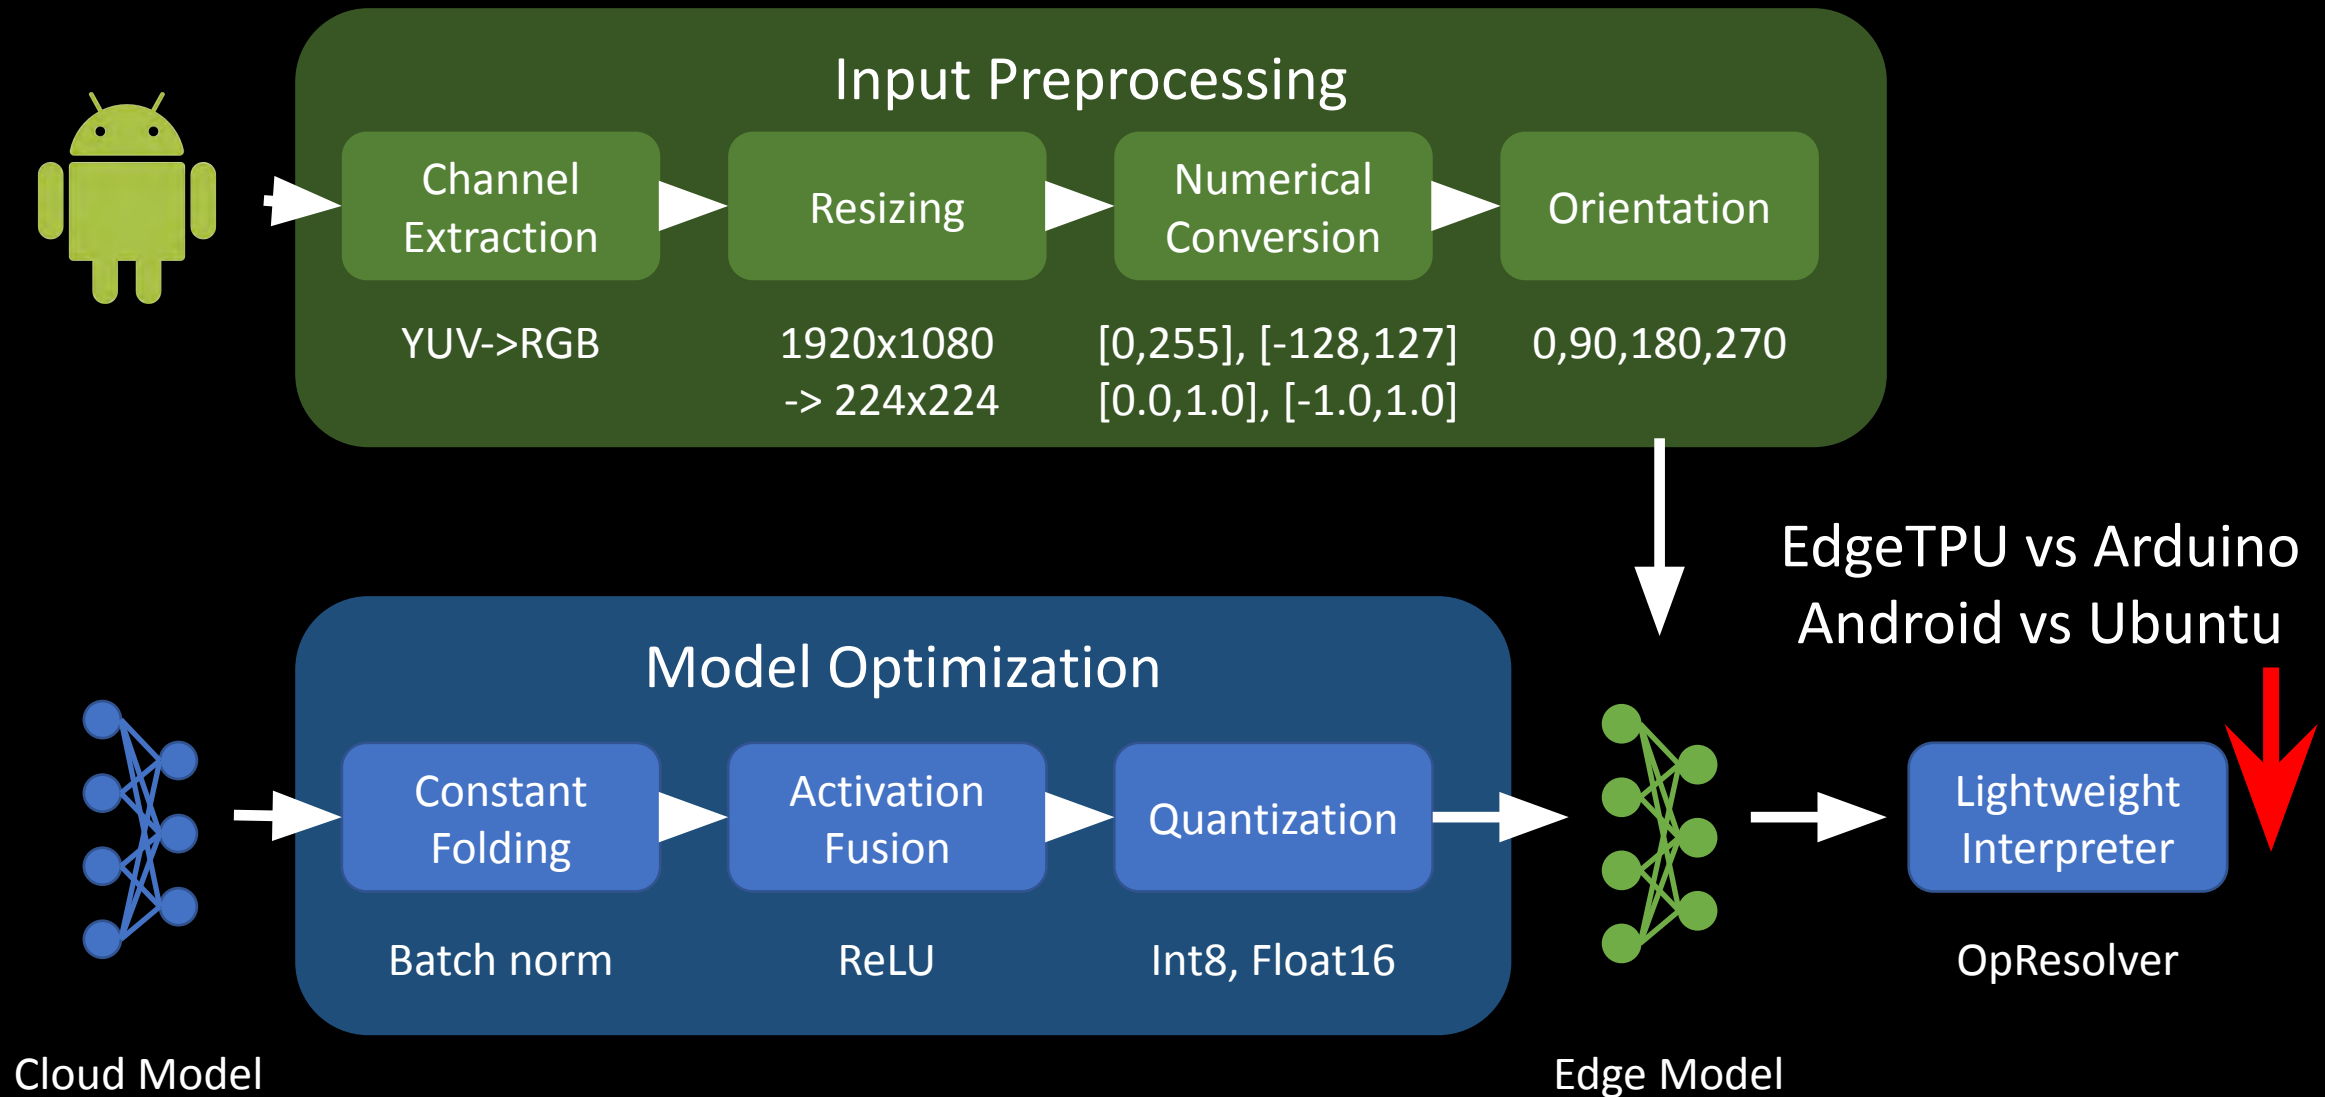 Input Preprocessing
Channel
Extraction
Resizing
Numerical
Conversion
Orientation
YUV->RGB
1920x1080
-> 224x224
[0,255], [-128,127]
[0.0,1.0], [-1.0,1.0]
0,90,180,270
EdgeTPU vs Arduino
Android vs Ubuntu
Model Optimization
Constant
Folding
Activation
Fusion
Quantization
Lightweight
Interpreter
Batch norm
ReLU
Int8, Float16
OpResolver
Cloud Model
Edge Model